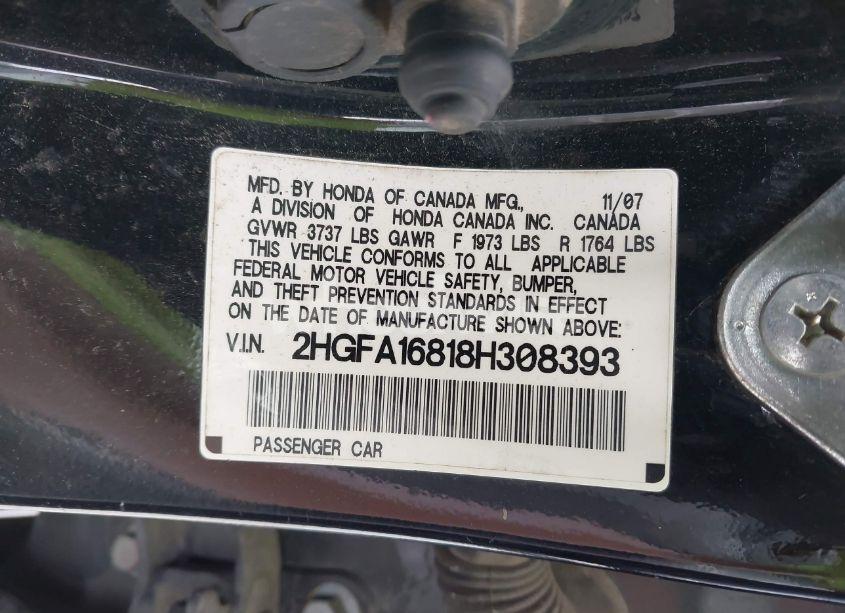 MFD. BY HONDA OF CANADA MFG., 11/07
A DIVISION OF HONDA CANADA INC. CANADA
GVWR 3737 LBS GAWR F 1973 LBS R 1764 LBS
THIS VEHICLE CONFORMS TO ALL APPLICABLE
FEDERAL MOTOR VEHICLE SAFETY, BUMPER,
AND THEFT PREVENTION STANDARDS IN EFFECT
ON THE DATE OF MANUFACTURE SHOWN ABOVE:
V.I.N. 2HGFA16818H308393
PASSENGER CAR